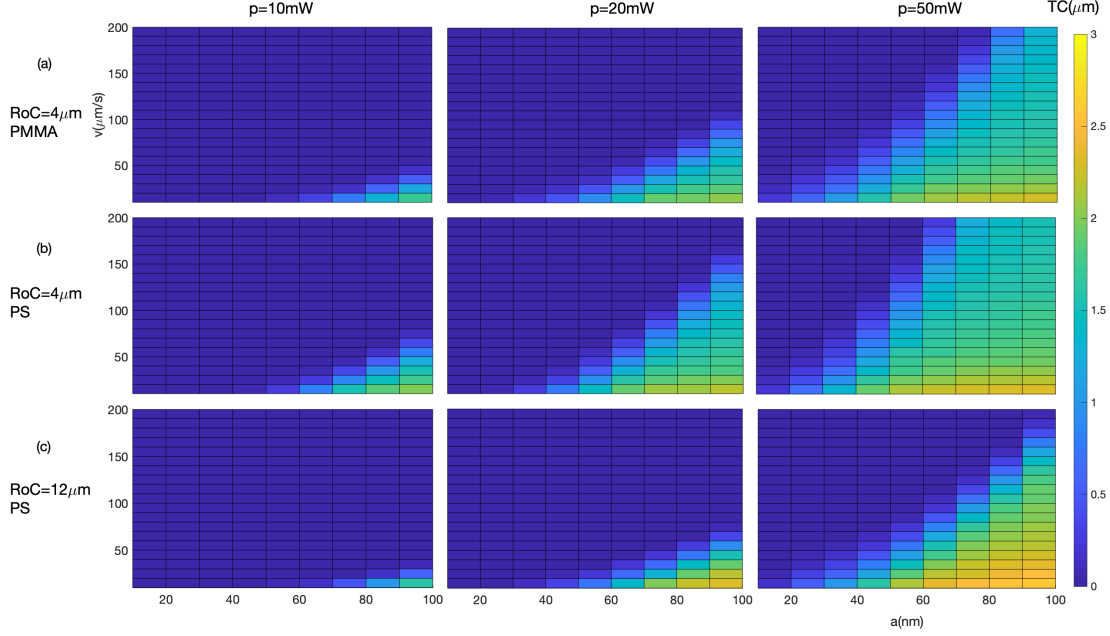 p=10mW p=20mW p=50mW TC(μm)
(a)
RoC=4μm
PMMA
v(μm/s)
200
150
100
50
3
2.5
2
1.5
1
0.5
0
(b)
RoC=4μm
PS
200
150
100
50
(c)
RoC=12μm
PS
200
150
100
50
20 40 60 80 100 20 40 60 80 100 20 40 60 80 100
a(nm)